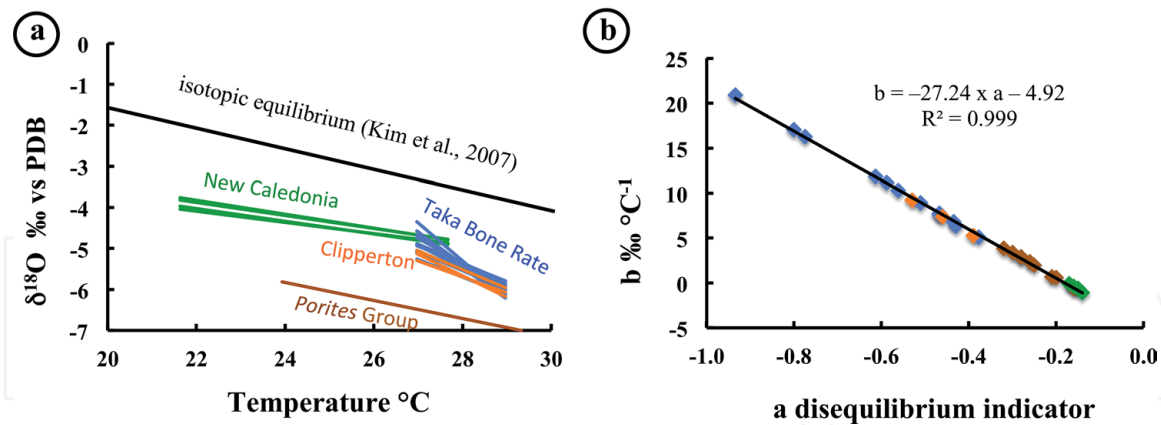 a
0
-1
-2
-3
-4
-5
-6
-7
20
22
24
26
28
30
δ¹⁸O ‰ vs PDB
Temperature °C
isotopic equilibrium (Kim et al., 2007)
New Caledonia
Taka Bone Rate
Clipperton
Porites Group
b
25
20
15
10
5
0
-5
-1.0
-0.8
-0.6
-0.4
-0.2
0.0
b ‰ °C⁻¹
b = –27.24 x a – 4.92
R² = 0.999
a disequilibrium indicator